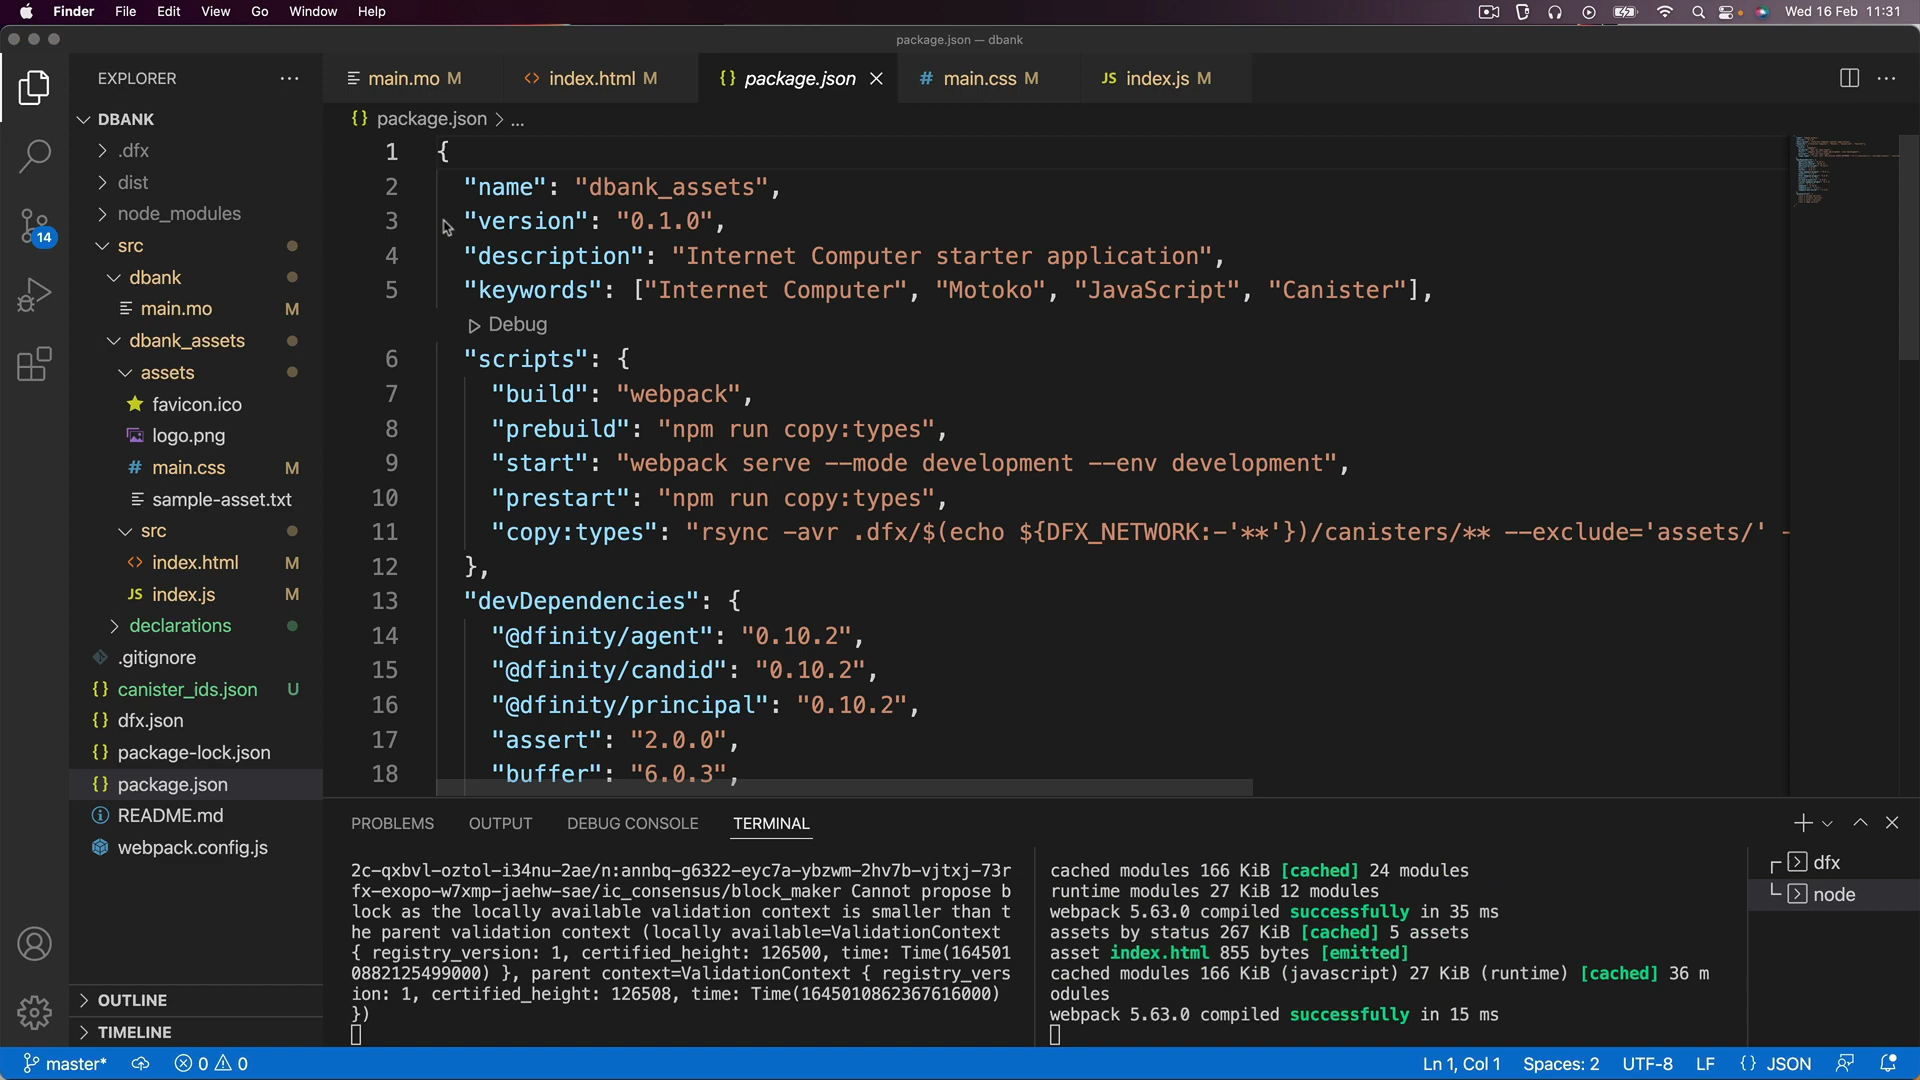 Finder File Edit View Go Window Help Wed 16 Feb 11:31
package.json — dbank
EXPLORER
DBANK
.dfx
dist
node_modules
src
dbank
main.mo M
dbank_assets
assets
favicon.ico
logo.png
main.css M
sample-asset.txt
src
index.html M
JS index.js M
declarations
.gitignore
canister_ids.json U
dfx.json
package-lock.json
package.json
README.md
webpack.config.js
OUTLINE
TIMELINE
14
main.mo M index.html M {} package.json # main.css M JS index.js M
{} package.json > ...
1 {
2 "name": "dbank_assets",
3 "version": "0.1.0",
4 "description": "Internet Computer starter application",
5 "keywords": ["Internet Computer", "Motoko", "JavaScript", "Canister"],
Debug
6 "scripts": {
7 "build": "webpack",
8 "prebuild": "npm run copy:types",
9 "start": "webpack serve --mode development --env development",
10 "prestart": "npm run copy:types",
11 "copy:types": "rsync -avr .dfx/$(echo ${DFX_NETWORK:-'**'})/canisters/** --exclude='assets/' -
12 },
13 "devDependencies": {
14 "@dfinity/agent": "0.10.2",
15 "@dfinity/candid": "0.10.2",
16 "@dfinity/principal": "0.10.2",
17 "assert": "2.0.0",
18 "buffer": "6.0.3",
PROBLEMS OUTPUT DEBUG CONSOLE TERMINAL
2c-qxbvl-oztol-i34nu-2ae/n:annbq-g6322-eyc7a-ybzwm-2hv7b-vjtxj-73r
fx-exopo-w7xmp-jaehw-sae/ic_consensus/block_maker Cannot propose b
lock as the locally available validation context is smaller than t
he parent validation context (locally available=ValidationContext
{ registry_version: 1, certified_height: 126500, time: Time(164501
0882125499000) }, parent context=ValidationContext { registry_vers
ion: 1, certified_height: 126508, time: Time(1645010862367616000)
})
cached modules 166 KiB [cached] 24 modules
runtime modules 27 KiB 12 modules
webpack 5.63.0 compiled successfully in 35 ms
assets by status 267 KiB [cached] 5 assets
asset index.html 855 bytes [emitted]
cached modules 166 KiB (javascript) 27 KiB (runtime) [cached] 36 m
odules
webpack 5.63.0 compiled successfully in 15 ms
dfx
node
master* 0 0 Ln 1, Col 1 Spaces: 2 UTF-8 LF {} JSON